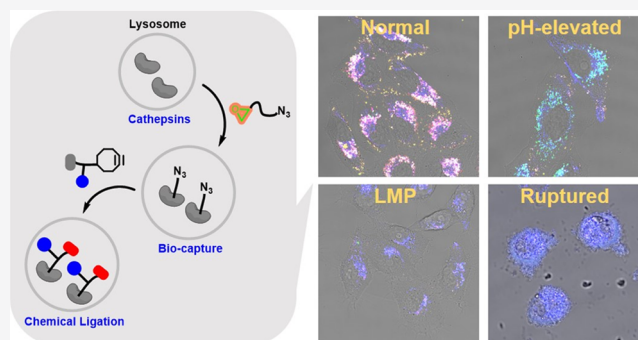 Lysosome
Cathepsins
N3
N3
N3
Bio-capture
Chemical Ligation
Normal
pH-elevated
LMP
Ruptured